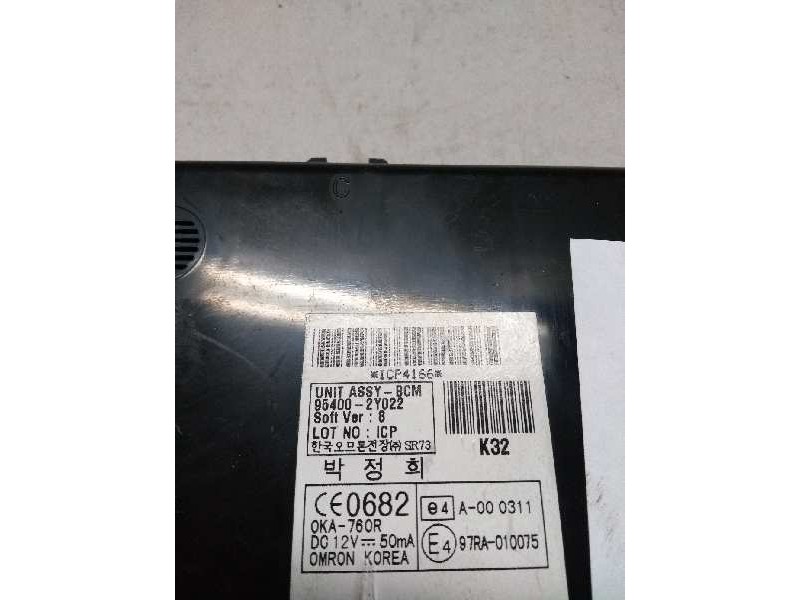 C
*ICP4166*
UNIT ASSY-BCM
95400-2Y022
Soft Ver : 6
LOT NO : ICP
한국오므론전장(주) SR73
K32
박정희
CE0682
OKA-760R
DC 12V 50mA
OMRON KOREA
e4 A-00 0311
E4 97RA-010075